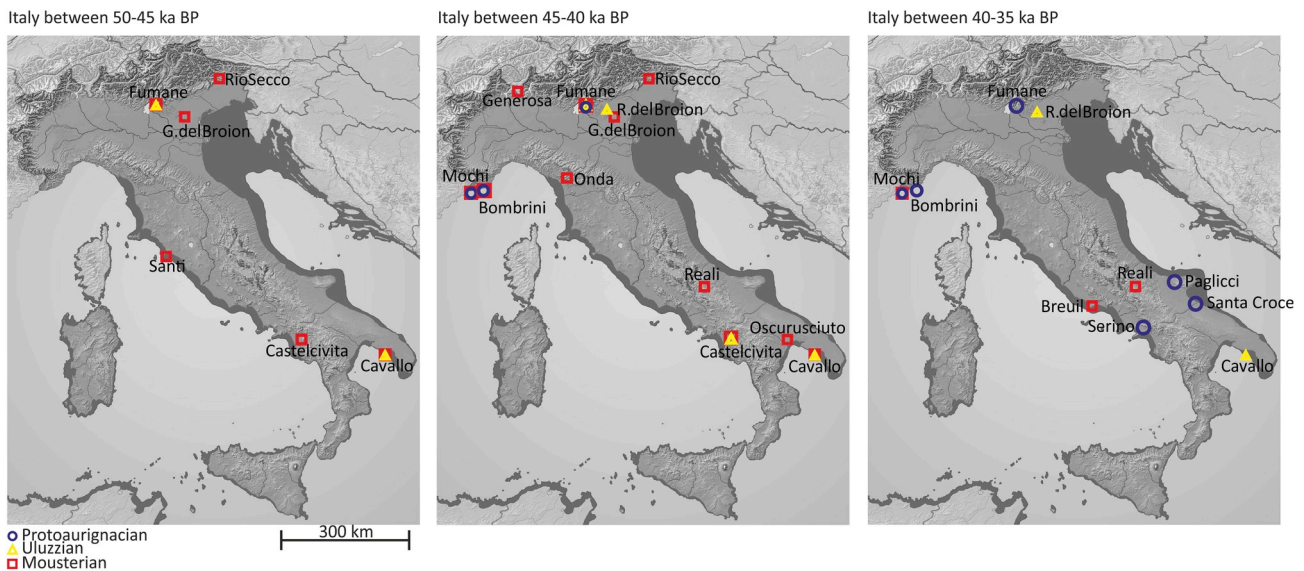 Italy between 50-45 ka BP
RioSecco
Fumane
G.delBroion
Santi
Castelcivita
Cavallo
Italy between 45-40 ka BP
RioSecco
Fumane
Generosa
R.delBroion
G.delBroion
Mochi
Onda
Bombrini
Reali
Oscurusciuto
Castelcivita
Cavallo
Italy between 40-35 ka BP
Fumane
R.delBroion
Mochi
Bombrini
Reali
Paglicci
Breuil
Santa Croce
Serino
Cavallo
Protoaurignacian
Uluzzian
Mousterian
300 km